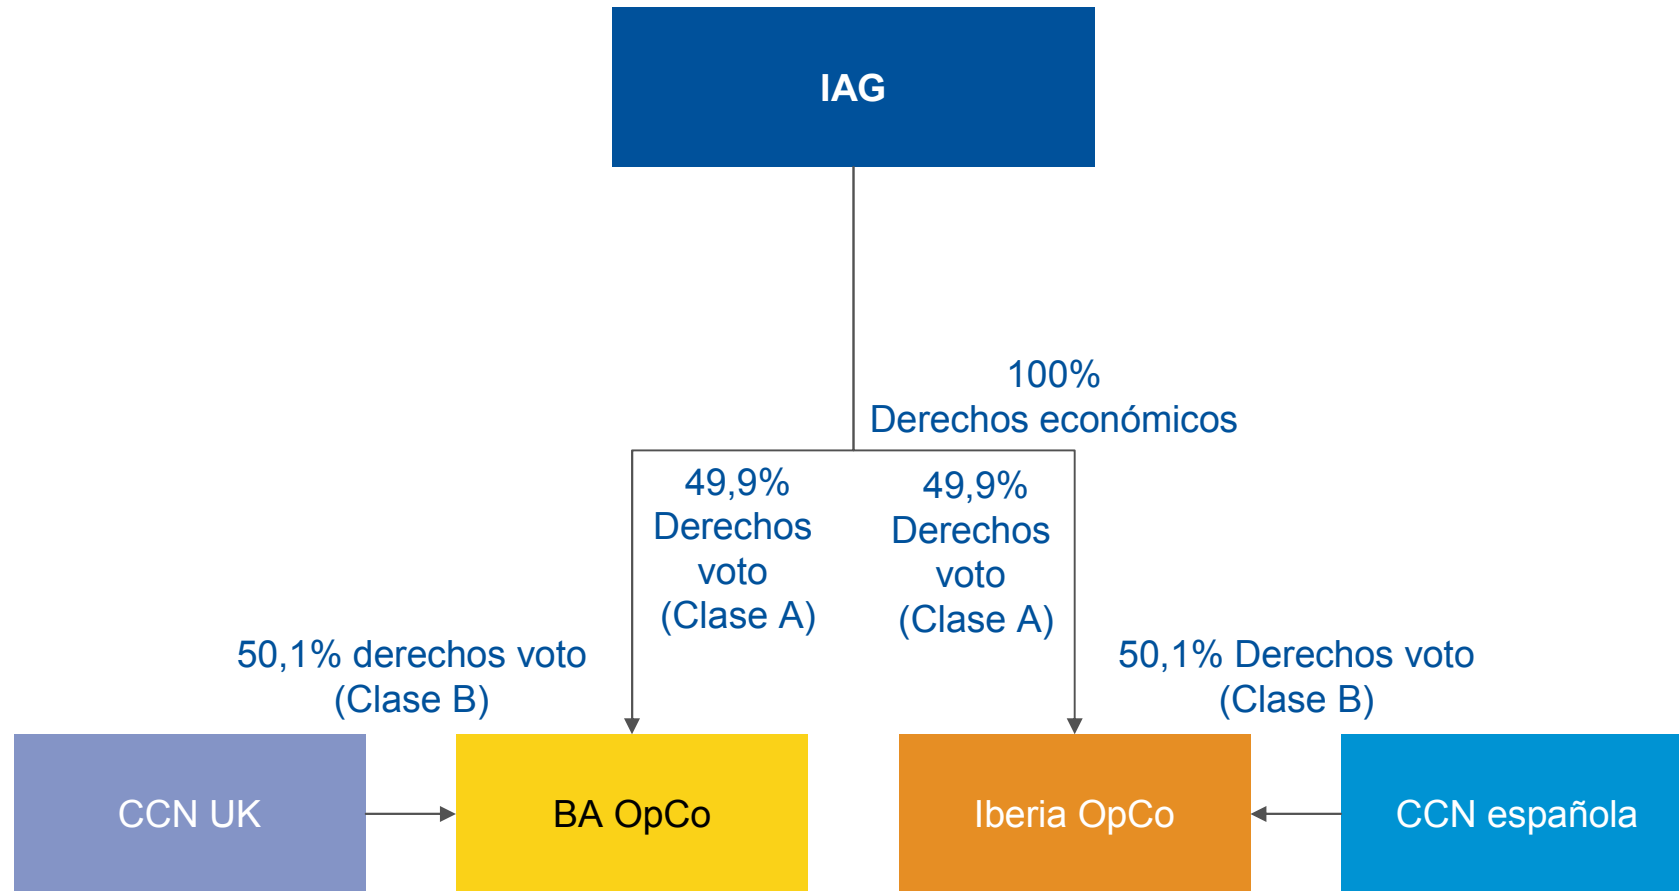 IAG
100%
Derechos económicos
49,9%
Derechos
voto
(Clase A)
49,9%
Derechos
voto
(Clase A)
50,1% derechos voto
(Clase B)
50,1% Derechos voto
(Clase B)
CCN UK
BA OpCo
Iberia OpCo
CCN española